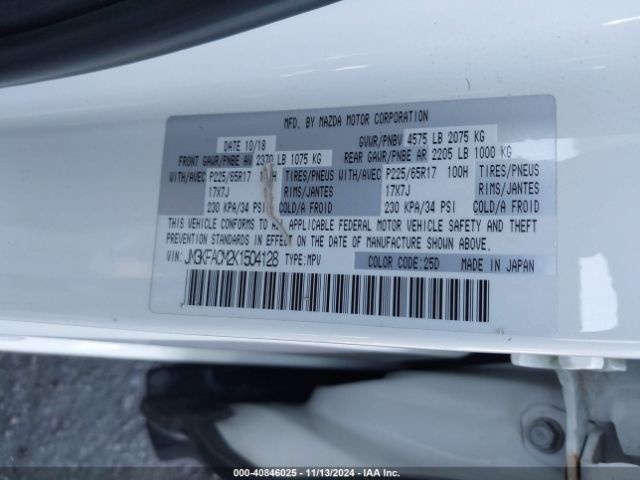 MFD. BY MAZDA MOTOR CORPORATION
DATE 10/18 GVWR/PNBV 4575 LB 2075 KG
FRONT GAWR/PNBE AV 2370 LB 1075 KG REAR GAWR/PNBE AR 2205 LB 1000 KG
WITH/AVEC P225/65R17 100H TIRES/PNEUS WITH/AVEC P225/65R17 100H TIRES/PNEUS
17X7J RIMS/JANTES 17X7J RIMS/JANTES
230 KPA/34 PSI COLD/A FROID 230 KPA/34 PSI COLD/A FROID
THIS VEHICLE CONFORMS TO ALL APPLICABLE FEDERAL MOTOR VEHICLE SAFETY AND THEFT
PREVENTION STANDARDS IN EFFECT ON THE DATE OF MANUFACTURE SHOWN ABOVE.
VIN: JM3KFACM2K1504128 TYPE:MPV COLOR CODE:25D MADE IN JAPAN
000-40846025 - 11/13/2024 - IAA Inc.